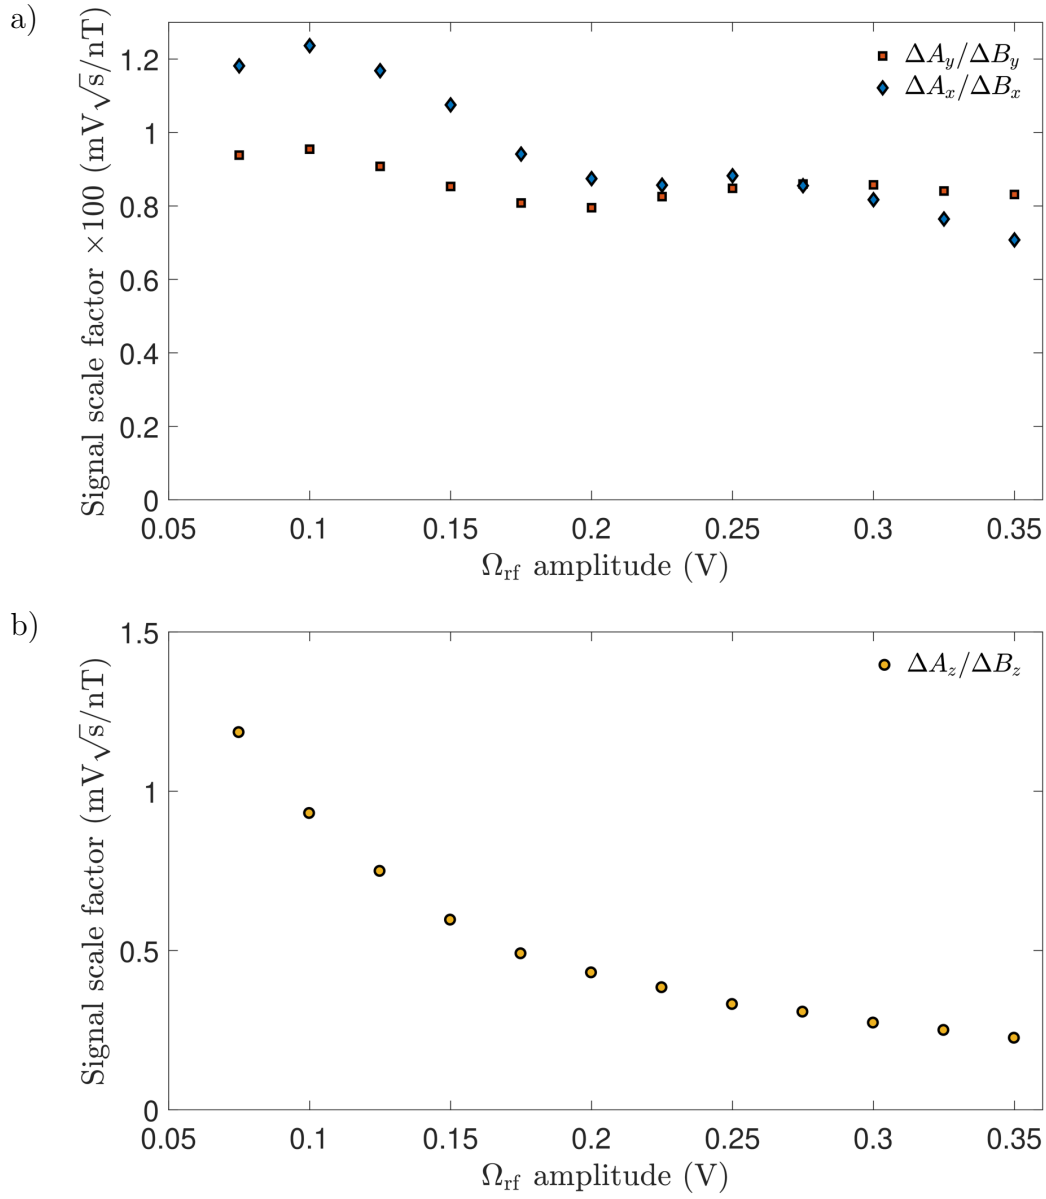 a)
Signal scale factor ×100 (mV√s/nT)
1.2
1
0.8
0.6
0.4
0.2
0
ΔA_y/ΔB_y
ΔA_x/ΔB_x
0.05 0.1 0.15 0.2 0.25 0.3 0.35
Ω_rf amplitude (V)
b)
Signal scale factor (mV√s/nT)
1.5
1
0.5
0
ΔA_z/ΔB_z
0.05 0.1 0.15 0.2 0.25 0.3 0.35
Ω_rf amplitude (V)